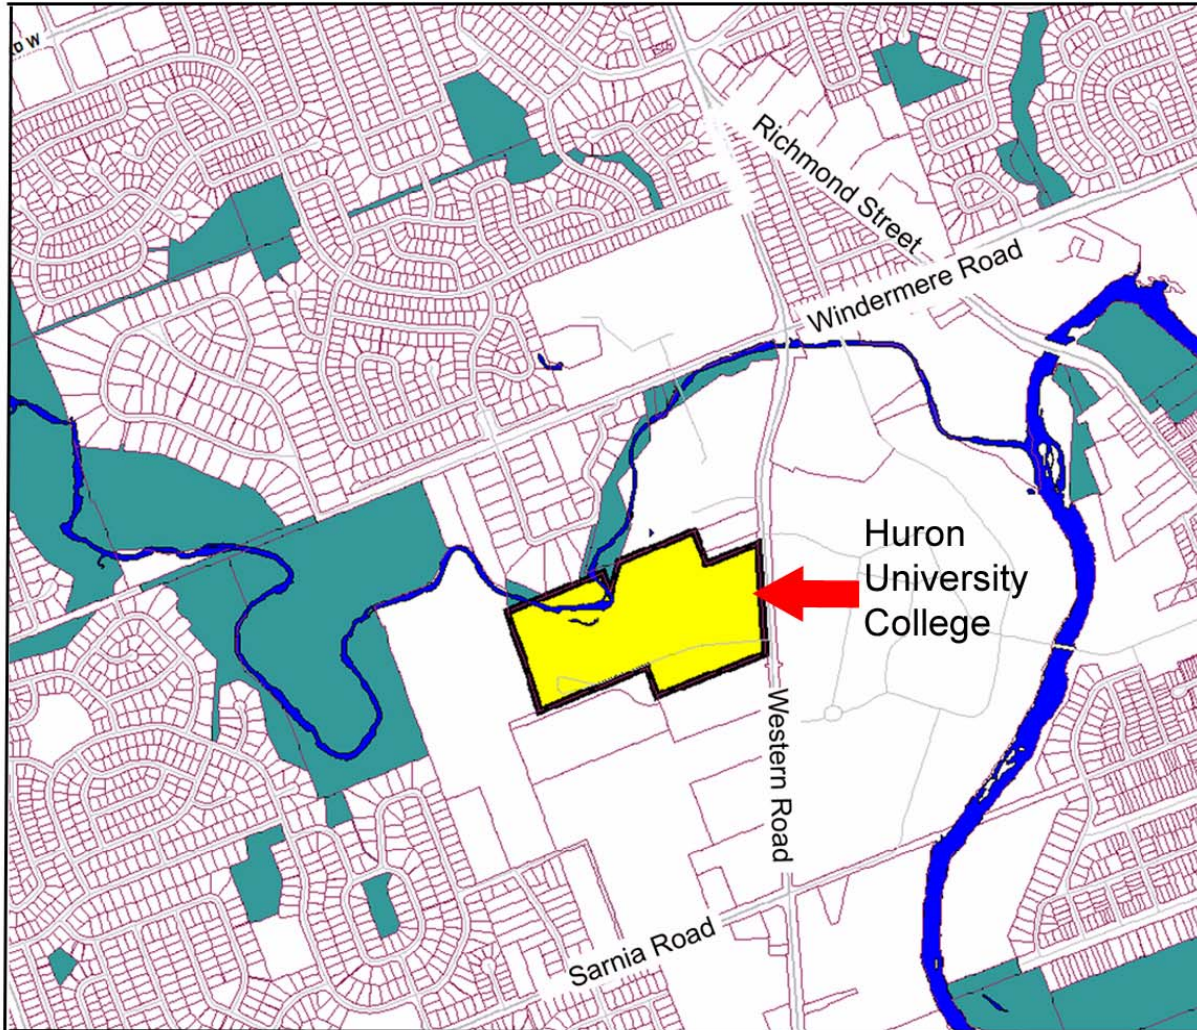 D W
Richmond Street
Windermere Road
Huron
University
College
Western Road
Sarnia Road